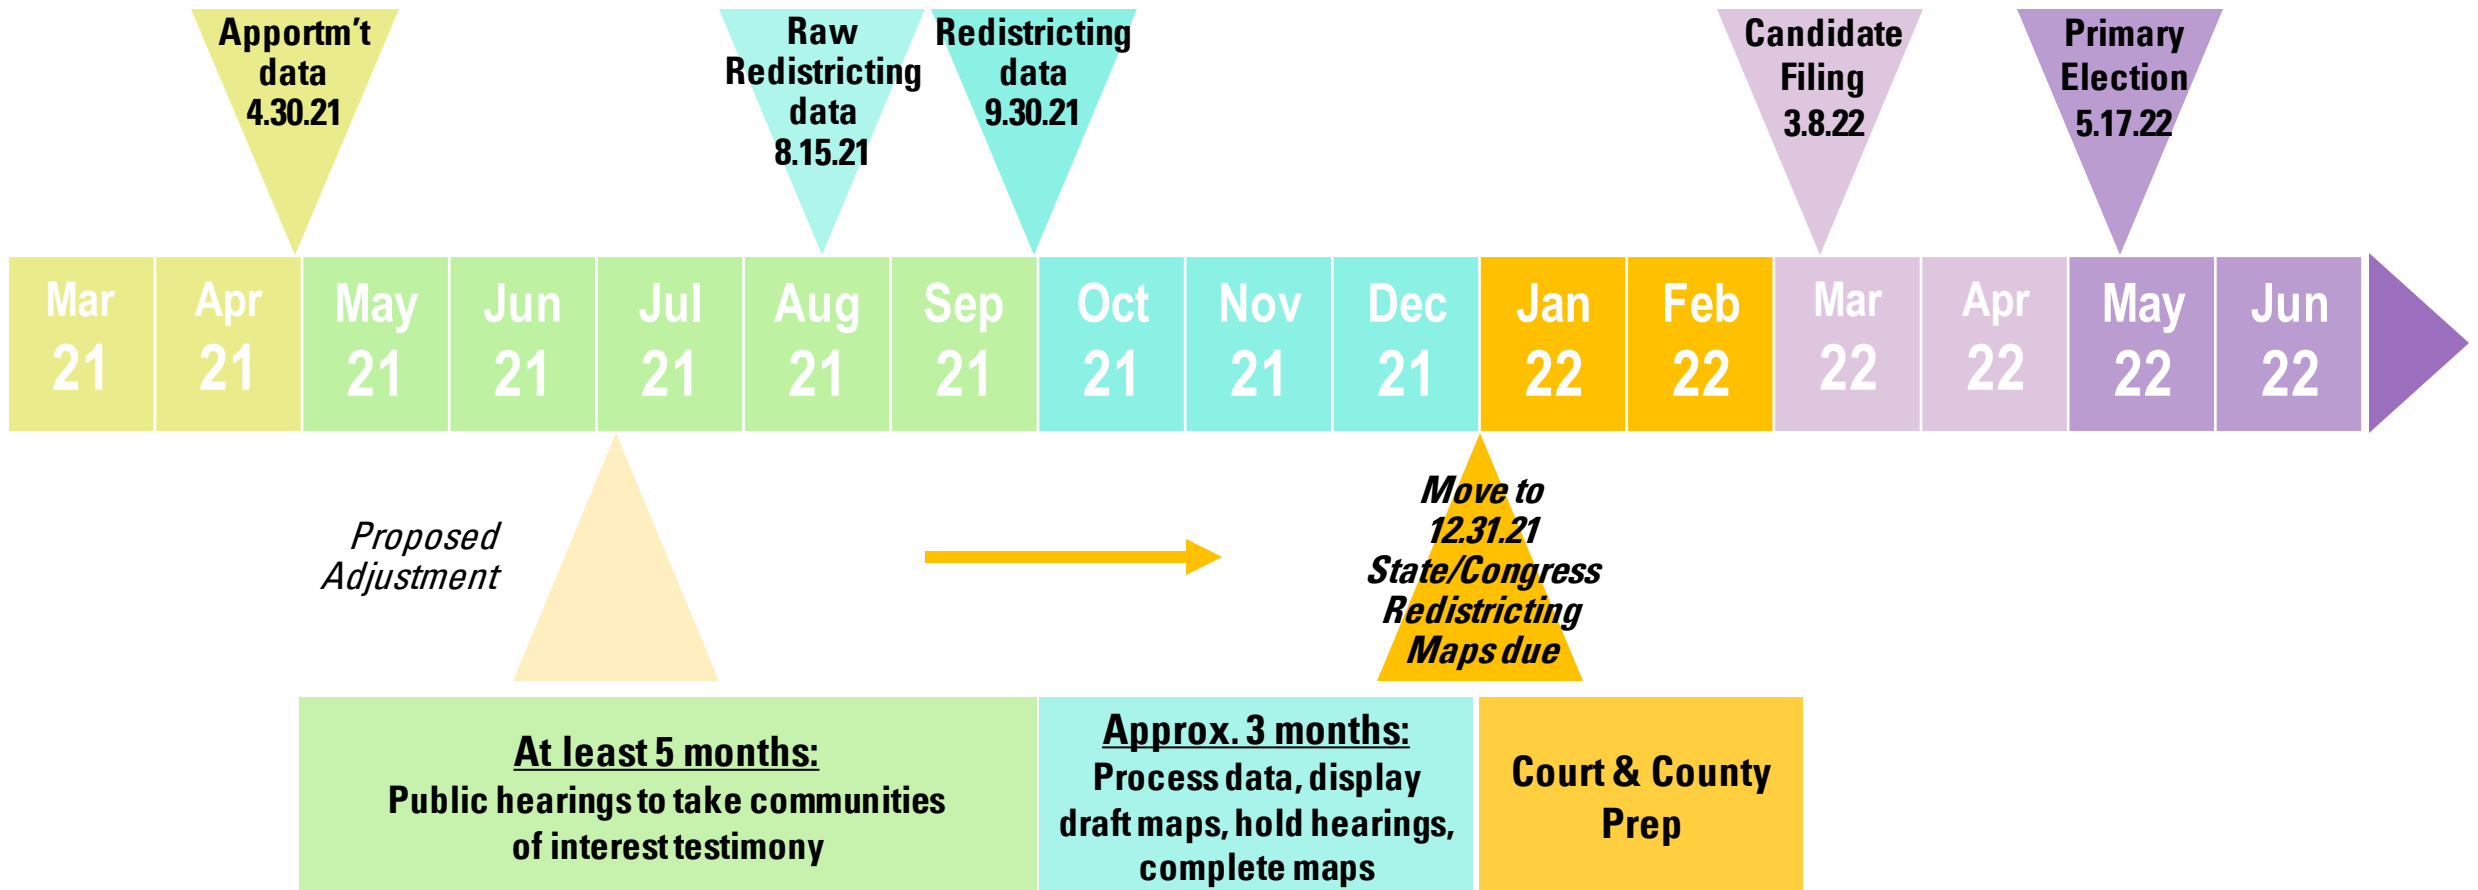 Apportm't
data
4.30.21
Raw
Redistricting
data
8.15.21
Redistricting
data
9.30.21
Candidate
Filing
3.8.22
Primary
Election
5.17.22
Mar
21
Apr
21
May
21
Jun
21
Jul
21
Aug
21
Sep
21
Oct
21
Nov
21
Dec
21
Jan
22
Feb
22
Mar
22
Apr
22
May
22
Jun
22
Proposed
Adjustment
Move to
12.31.21
State/Congress
Redistricting
Maps due
At least 5 months:
Public hearings to take communities
of interest testimony
Approx. 3 months:
Process data, display
draft maps, hold hearings,
complete maps
Court & County
Prep